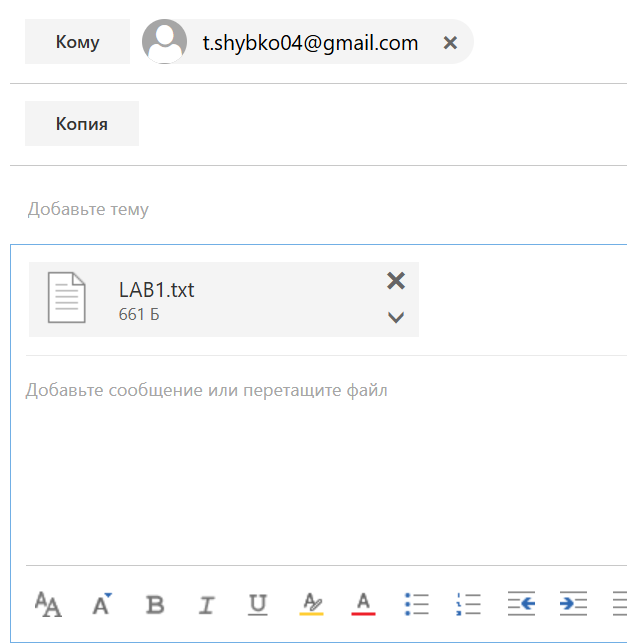 Кому t.shybko04@gmail.com
Копия
Добавьте тему
LAB1.txt
661 Б
Добавьте сообщение или перетащите файл